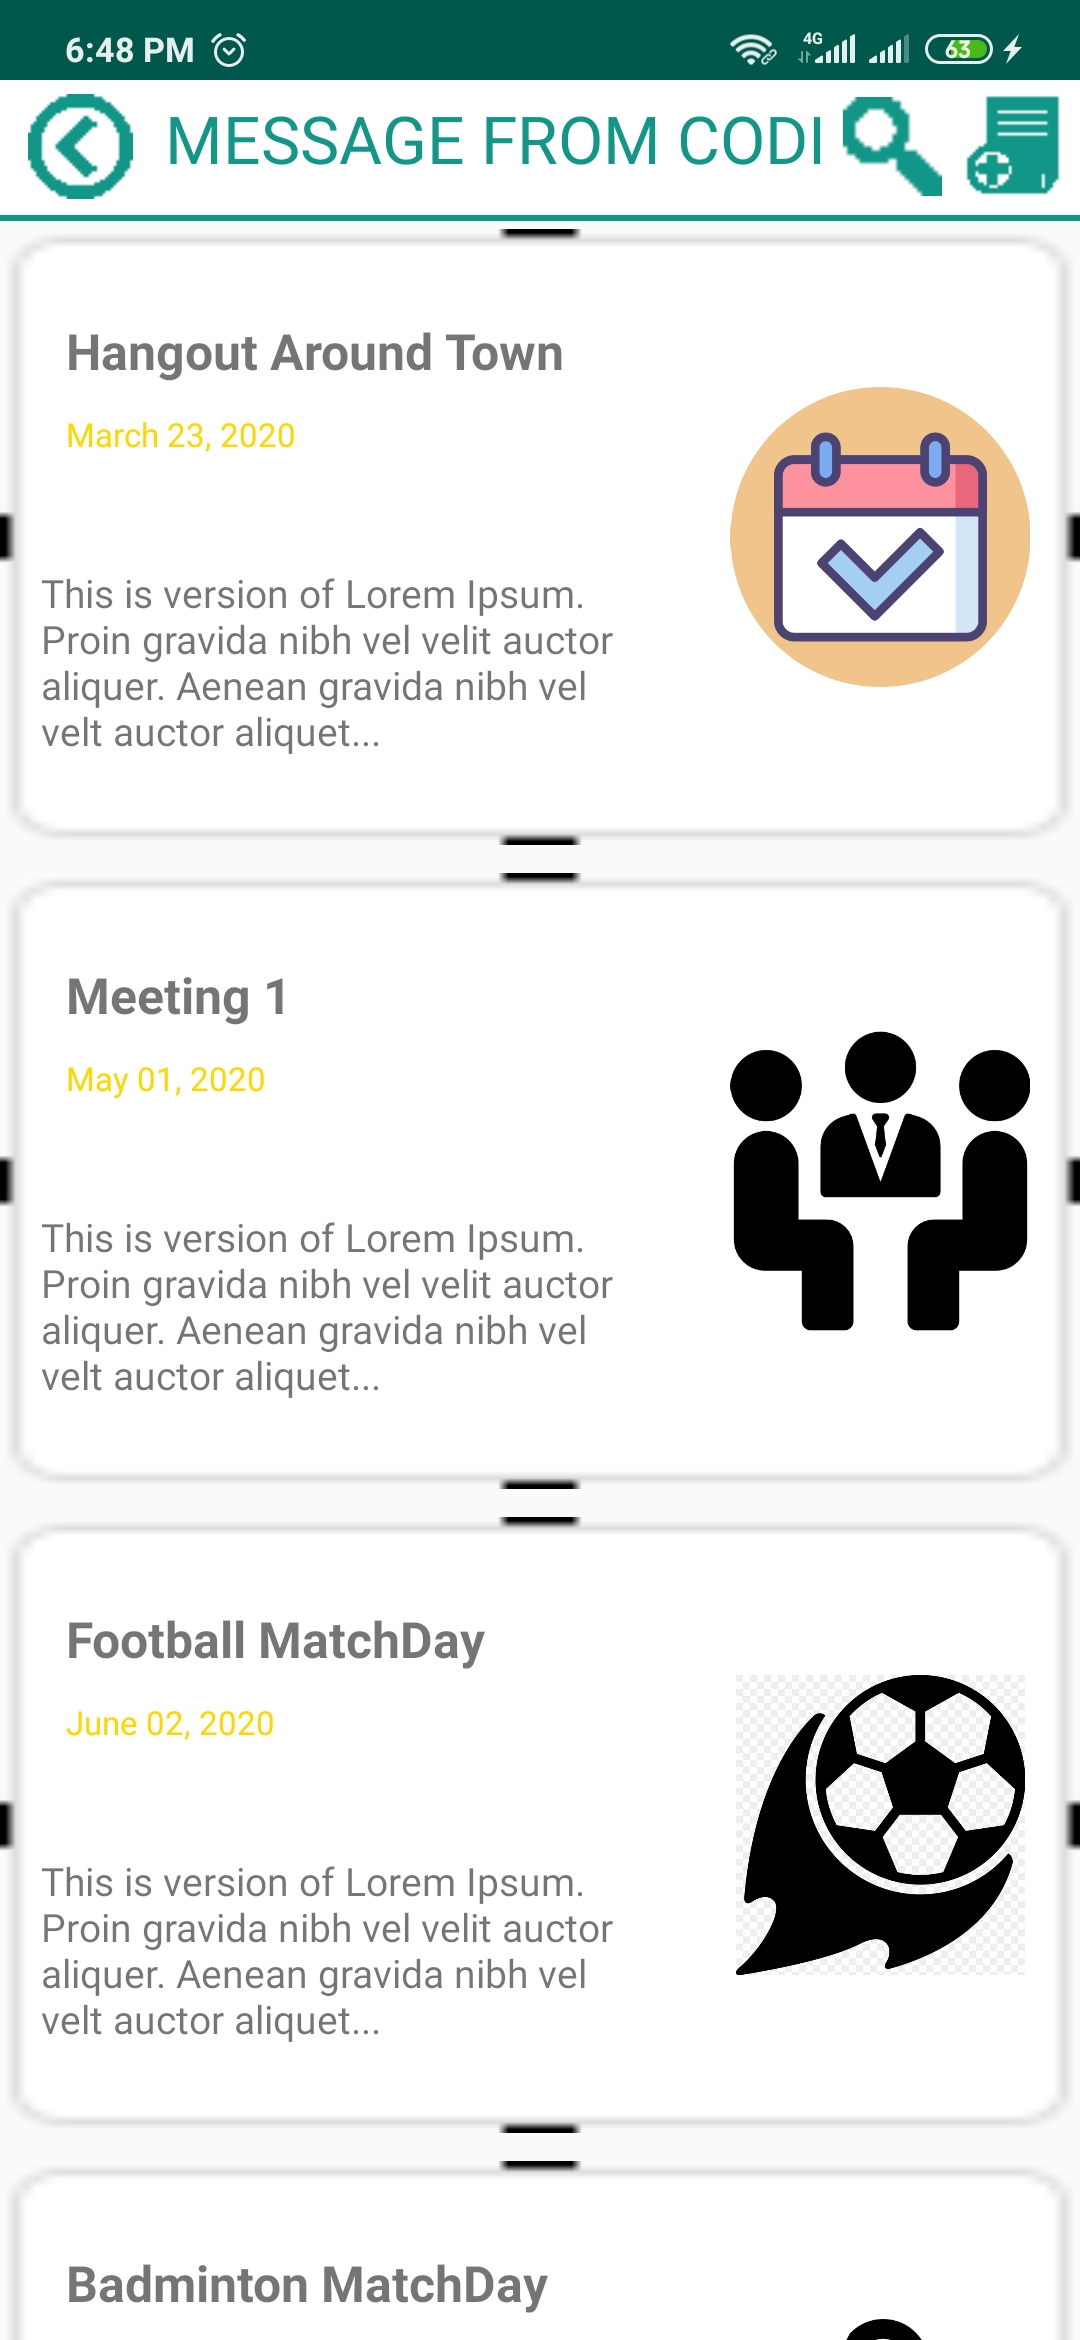 6:48 PM
4G
63
MESSAGE FROM CODI
Hangout Around Town
March 23, 2020
This is version of Lorem Ipsum.
Proin gravida nibh vel velit auctor
aliquer. Aenean gravida nibh vel
velt auctor aliquet...
Meeting 1
May 01, 2020
This is version of Lorem Ipsum.
Proin gravida nibh vel velit auctor
aliquer. Aenean gravida nibh vel
velt auctor aliquet...
Football MatchDay
June 02, 2020
This is version of Lorem Ipsum.
Proin gravida nibh vel velit auctor
aliquer. Aenean gravida nibh vel
velt auctor aliquet...
Badminton MatchDay